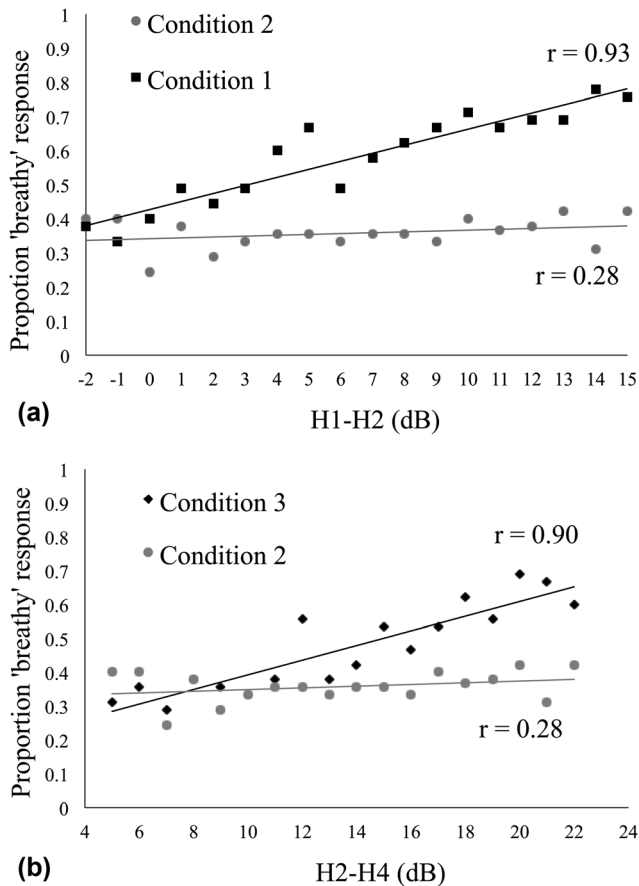 1
0.9
0.8
0.7
0.6
0.5
0.4
0.3
0.2
0.1
0
Propotion 'breathy' response
Condition 2
Condition 1
r = 0.93
r = 0.28
-2 -1 0 1 2 3 4 5 6 7 8 9 10 11 12 13 14 15
(a)
H1-H2 (dB)
1
0.9
0.8
0.7
0.6
0.5
0.4
0.3
0.2
0.1
0
Proportion 'breathy' response
Condition 3
Condition 2
r = 0.90
r = 0.28
4 6 8 10 12 14 16 18 20 22 24
(b)
H2-H4 (dB)